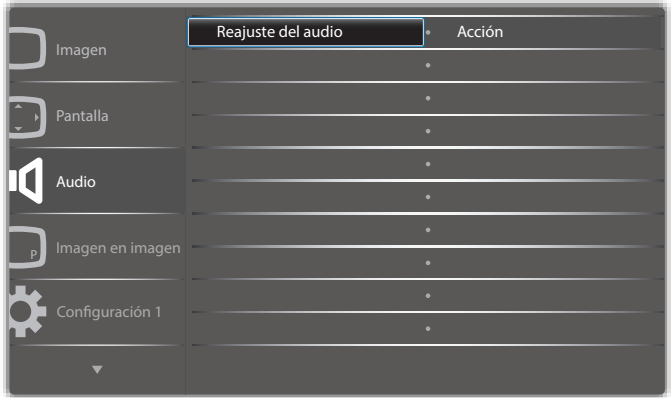 Reajuste del audio Acción
Imagen
Pantalla
Audio
P
Imagen en imagen
Configuración 1